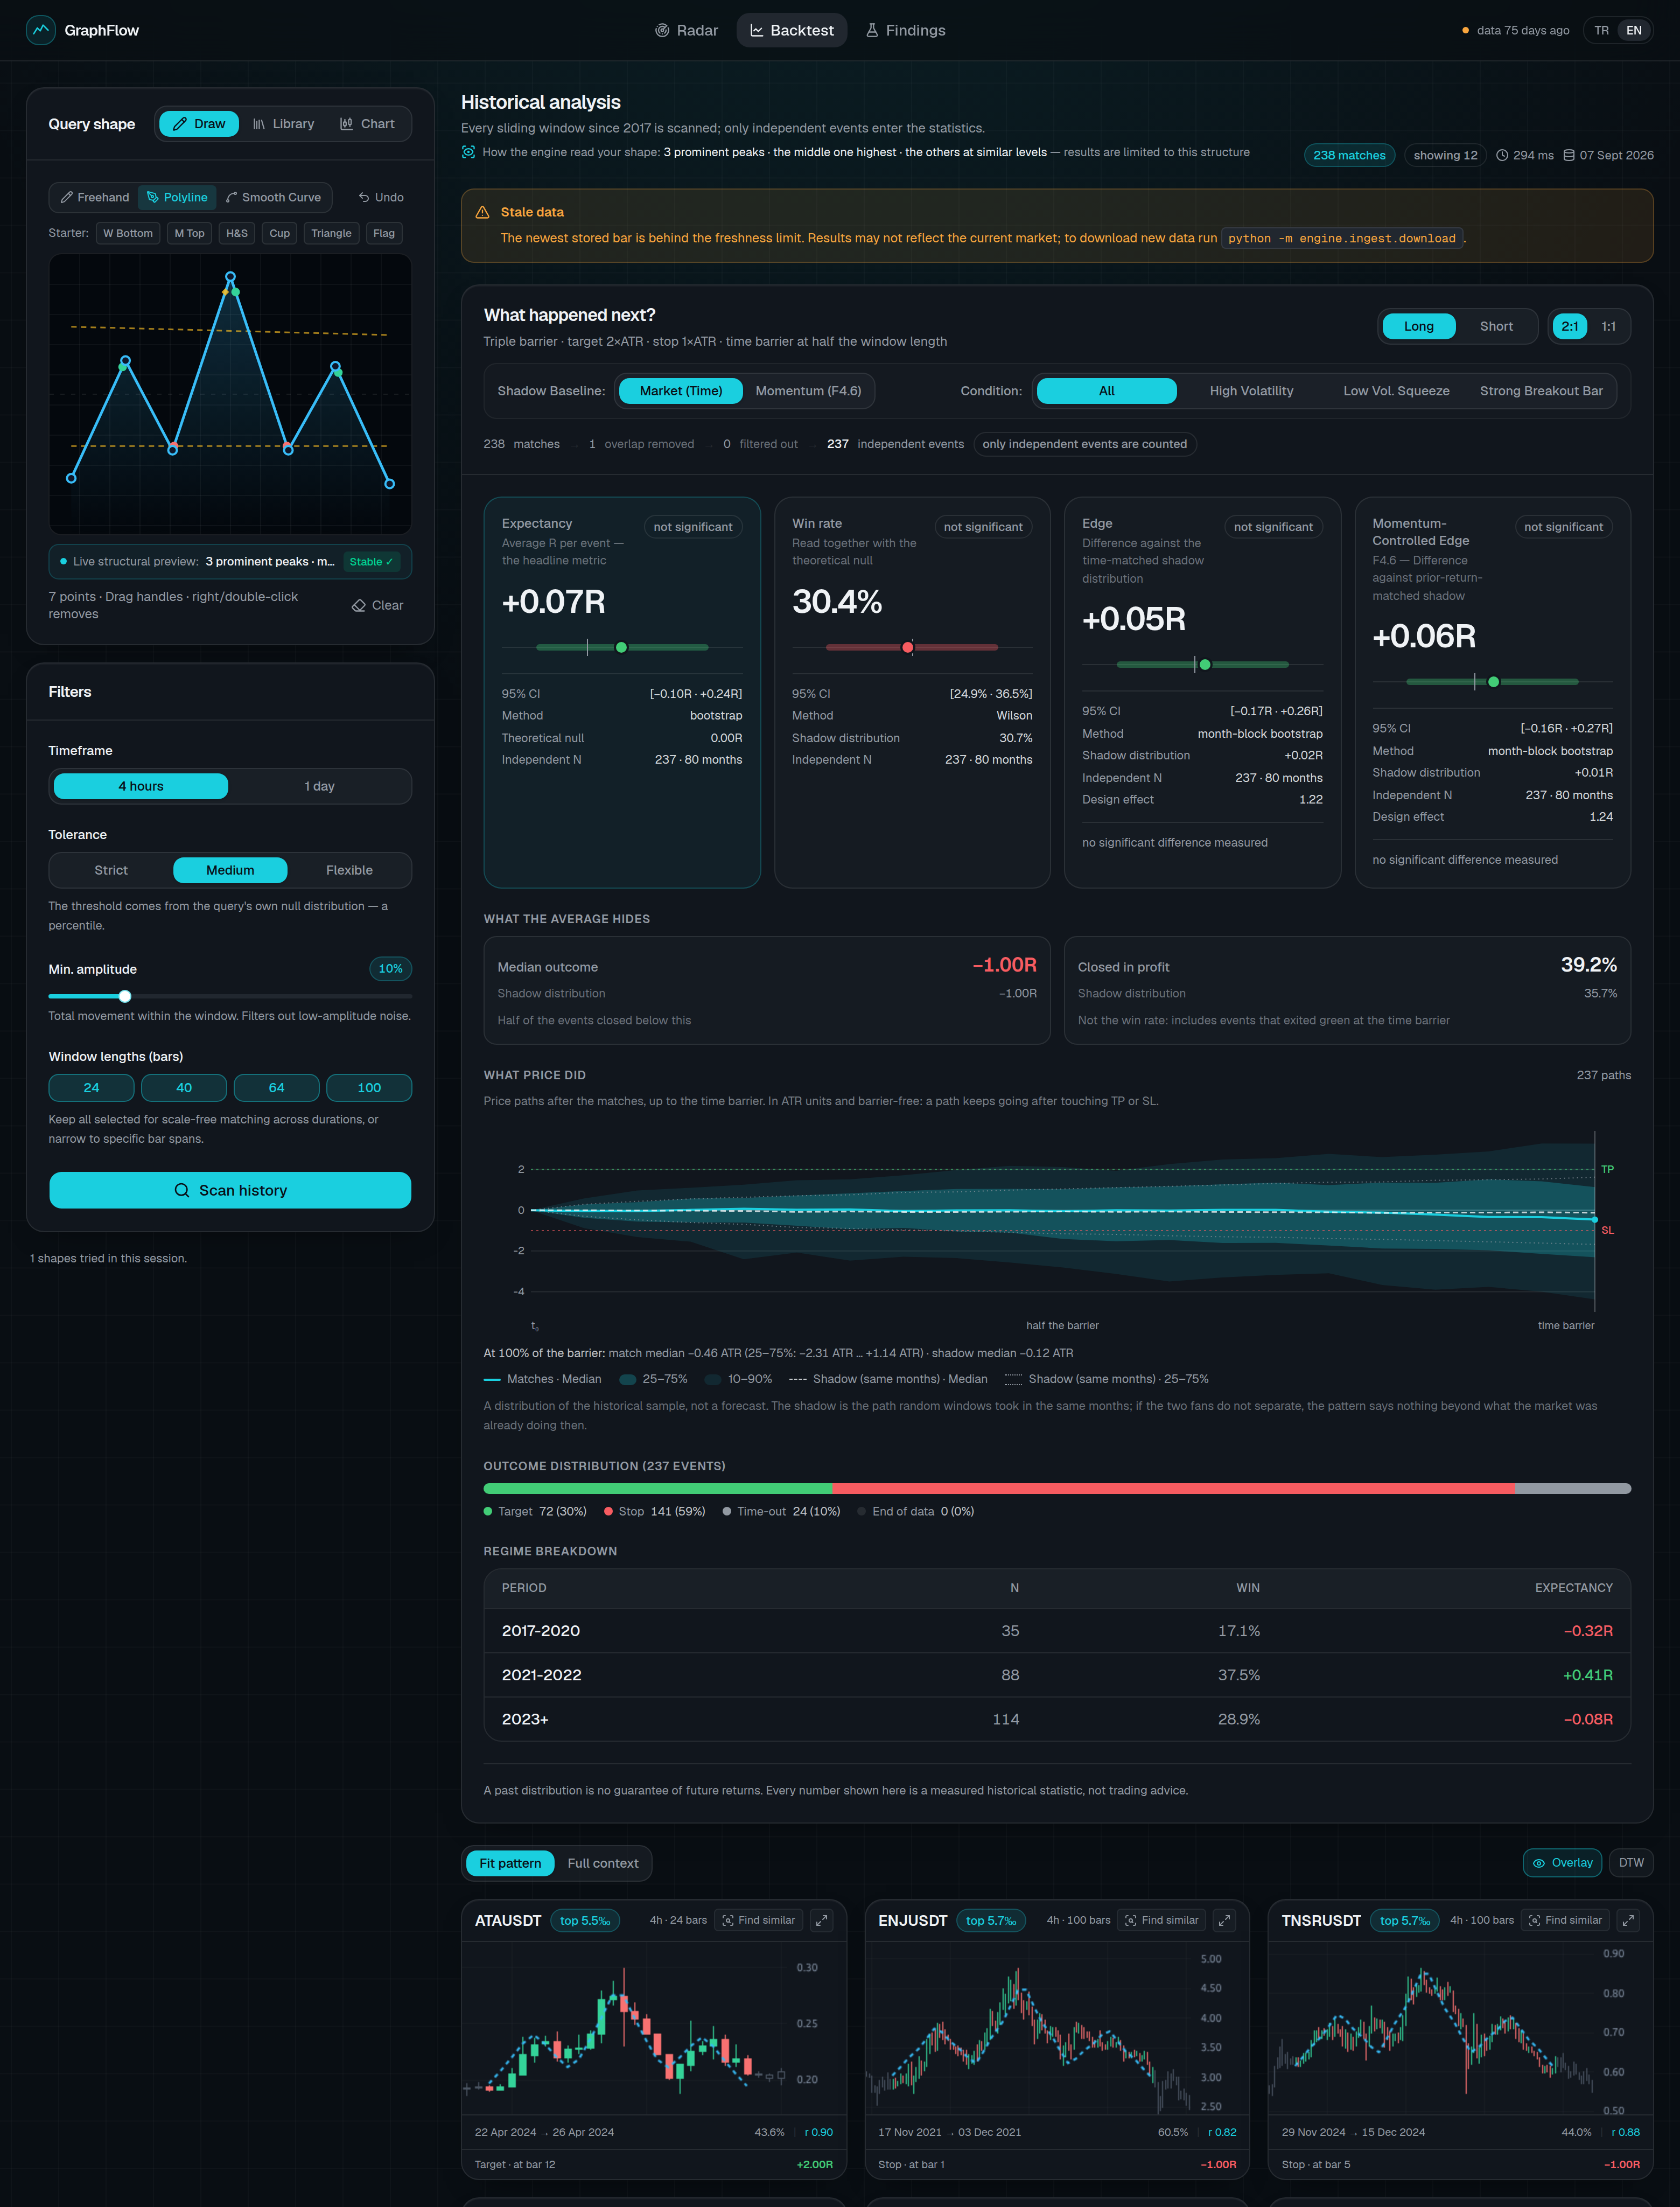 GraphFlow
Radar
Backtest
Findings
data 75 days ago
TR EN
Query shape
Draw Library Chart
Freehand Polyline Smooth Curve Undo
Starter: W Bottom M Top H&S Cup Triangle Flag
Live structural preview: 3 prominent peaks · m... Stable ✓
7 points · Drag handles · right/double-click
removes
Clear
Filters
Timeframe
4 hours 1 day
Tolerance
Strict Medium Flexible
The threshold comes from the query's own null distribution — a
percentile.
Min. amplitude 10%
Total movement within the window. Filters out low-amplitude noise.
Window lengths (bars)
24 40 64 100
Keep all selected for scale-free matching across durations, or
narrow to specific bar spans.
Scan history
1 shapes tried in this session.
Historical analysis
Every sliding window since 2017 is scanned; only independent events enter the statistics.
How the engine read your shape: 3 prominent peaks · the middle one highest · the others at similar levels — results are limited to this structure
238 matches showing 12 294 ms 07 Sept 2026
Stale data
The newest stored bar is behind the freshness limit. Results may not reflect the current market; to download new data run python -m engine.ingest.download.
What happened next?
Triple barrier · target 2×ATR · stop 1×ATR · time barrier at half the window length
Long Short 2:1 1:1
Shadow Baseline: Market (Time) Momentum (F4.6) Condition: All High Volatility Low Vol. Squeeze Strong Breakout Bar
238 matches → 1 overlap removed → 0 filtered out → 237 independent events only independent events are counted
Expectancy not significant
Average R per event —
the headline metric
+0.07R
95% CI [−0.10R · +0.24R]
Method bootstrap
Theoretical null 0.00R
Independent N 237 · 80 months
Win rate not significant
Read together with the
theoretical null
30.4%
95% CI [24.9% · 36.5%]
Method Wilson
Shadow distribution 30.7%
Independent N 237 · 80 months
Edge not significant
Difference against the
time-matched shadow
distribution
+0.05R
95% CI [−0.17R · +0.26R]
Method month-block bootstrap
Shadow distribution +0.02R
Independent N 237 · 80 months
Design effect 1.22
no significant difference measured
Momentum-
Controlled Edge not significant
F4.6 — Difference
against prior-return-
matched shadow
+0.06R
95% CI [−0.16R · +0.27R]
Method month-block bootstrap
Shadow distribution +0.01R
Independent N 237 · 80 months
Design effect 1.24
no significant difference measured
WHAT THE AVERAGE HIDES
Median outcome −1.00R
Shadow distribution −1.00R
Half of the events closed below this
Closed in profit 39.2%
Shadow distribution 35.7%
Not the win rate: includes events that exited green at the time barrier
WHAT PRICE DID 237 paths
Price paths after the matches, up to the time barrier. In ATR units and barrier-free: a path keeps going after touching TP or SL.
2
0
−2
−4
TP
SL
t₀ half the barrier time barrier
At 100% of the barrier: match median −0.46 ATR (25–75%: −2.31 ATR … +1.14 ATR) · shadow median −0.12 ATR
Matches · Median 25–75% 10–90% Shadow (same months) · Median Shadow (same months) · 25–75%
A distribution of the historical sample, not a forecast. The shadow is the path random windows took in the same months; if the two fans do not separate, the pattern says nothing beyond what the market was
already doing then.
OUTCOME DISTRIBUTION (237 EVENTS)
Target 72 (30%) Stop 141 (59%) Time-out 24 (10%) End of data 0 (0%)
REGIME BREAKDOWN
PERIOD N WIN EXPECTANCY
2017-2020 35 17.1% −0.32R
2021-2022 88 37.5% +0.41R
2023+ 114 28.9% −0.08R
A past distribution is no guarantee of future returns. Every number shown here is a measured historical statistic, not trading advice.
Fit pattern Full context Overlay DTW
ATAUSDT top 5.5‰ 4h · 24 bars Find similar
0.30
0.25
0.20
22 Apr 2024 → 26 Apr 2024 43.6% r 0.90
Target · at bar 12 +2.00R
ENJUSDT top 5.7‰ 4h · 100 bars Find similar
5.00
4.50
4.00
3.50
3.00
2.50
17 Nov 2021 → 03 Dec 2021 60.5% r 0.82
Stop · at bar 1 −1.00R
TNSRUSDT top 5.7‰ 4h · 100 bars Find similar
0.90
0.80
0.70
0.60
0.50
29 Nov 2024 → 15 Dec 2024 44.0% r 0.88
Stop · at bar 5 −1.00R